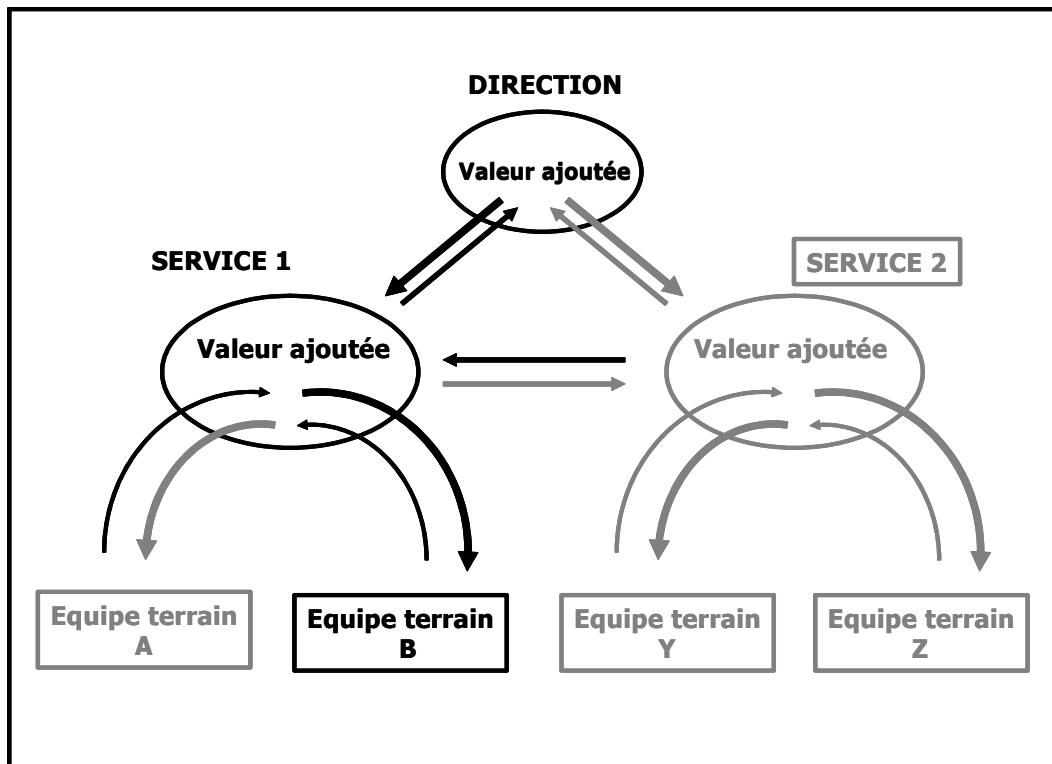 DIRECTION
Valeur ajoutée
SERVICE 1
SERVICE 2
Valeur ajoutée
Valeur ajoutée
Equipe terrain
A
Equipe terrain
B
Equipe terrain
Y
Equipe terrain
Z